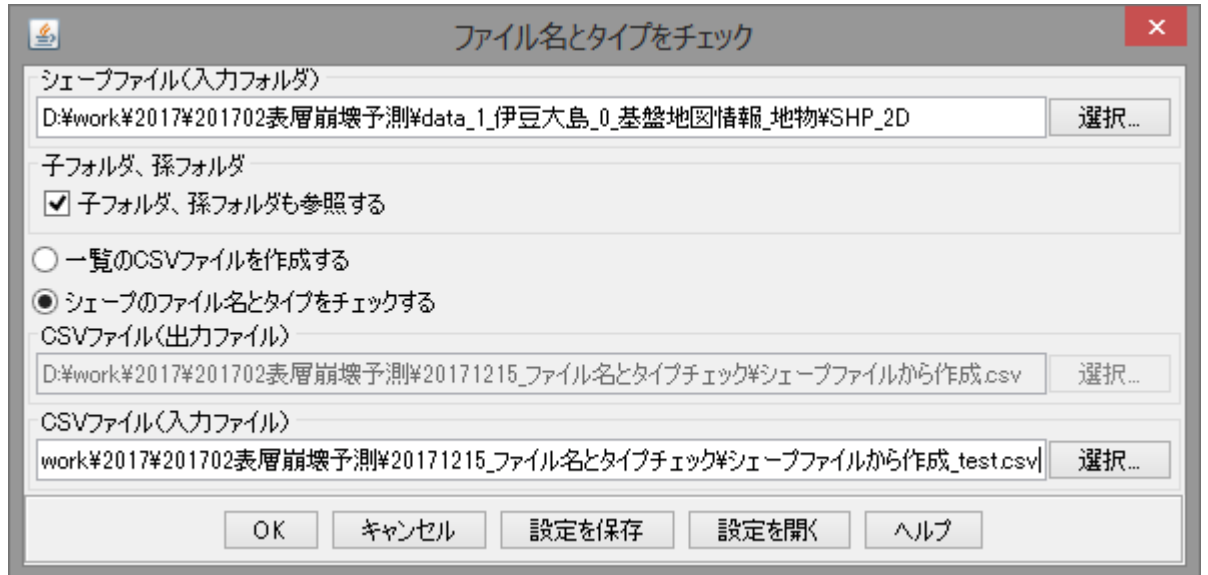 ファイル名とタイプをチェック
シェープファイル(入力フォルダ)
D:¥work¥2017¥201702表層崩壊予測¥data_1_伊豆大島_0_基盤地図情報_地物¥SHP_2D
選択...
子フォルダ、孫フォルダ
子フォルダ、孫フォルダも参照する
一覧のCSVファイルを作成する
シェープのファイル名とタイプをチェックする
CSVファイル(出力ファイル)
D:¥work¥2017¥201702表層崩壊予測¥20171215_ファイル名とタイプチェック¥シェープファイルから作成.csv
選択...
CSVファイル(入力ファイル)
work¥2017¥201702表層崩壊予測¥20171215_ファイル名とタイプチェック¥シェープファイルから作成_test.csv
選択...
OK キャンセル 設定を保存 設定を開く ヘルプ